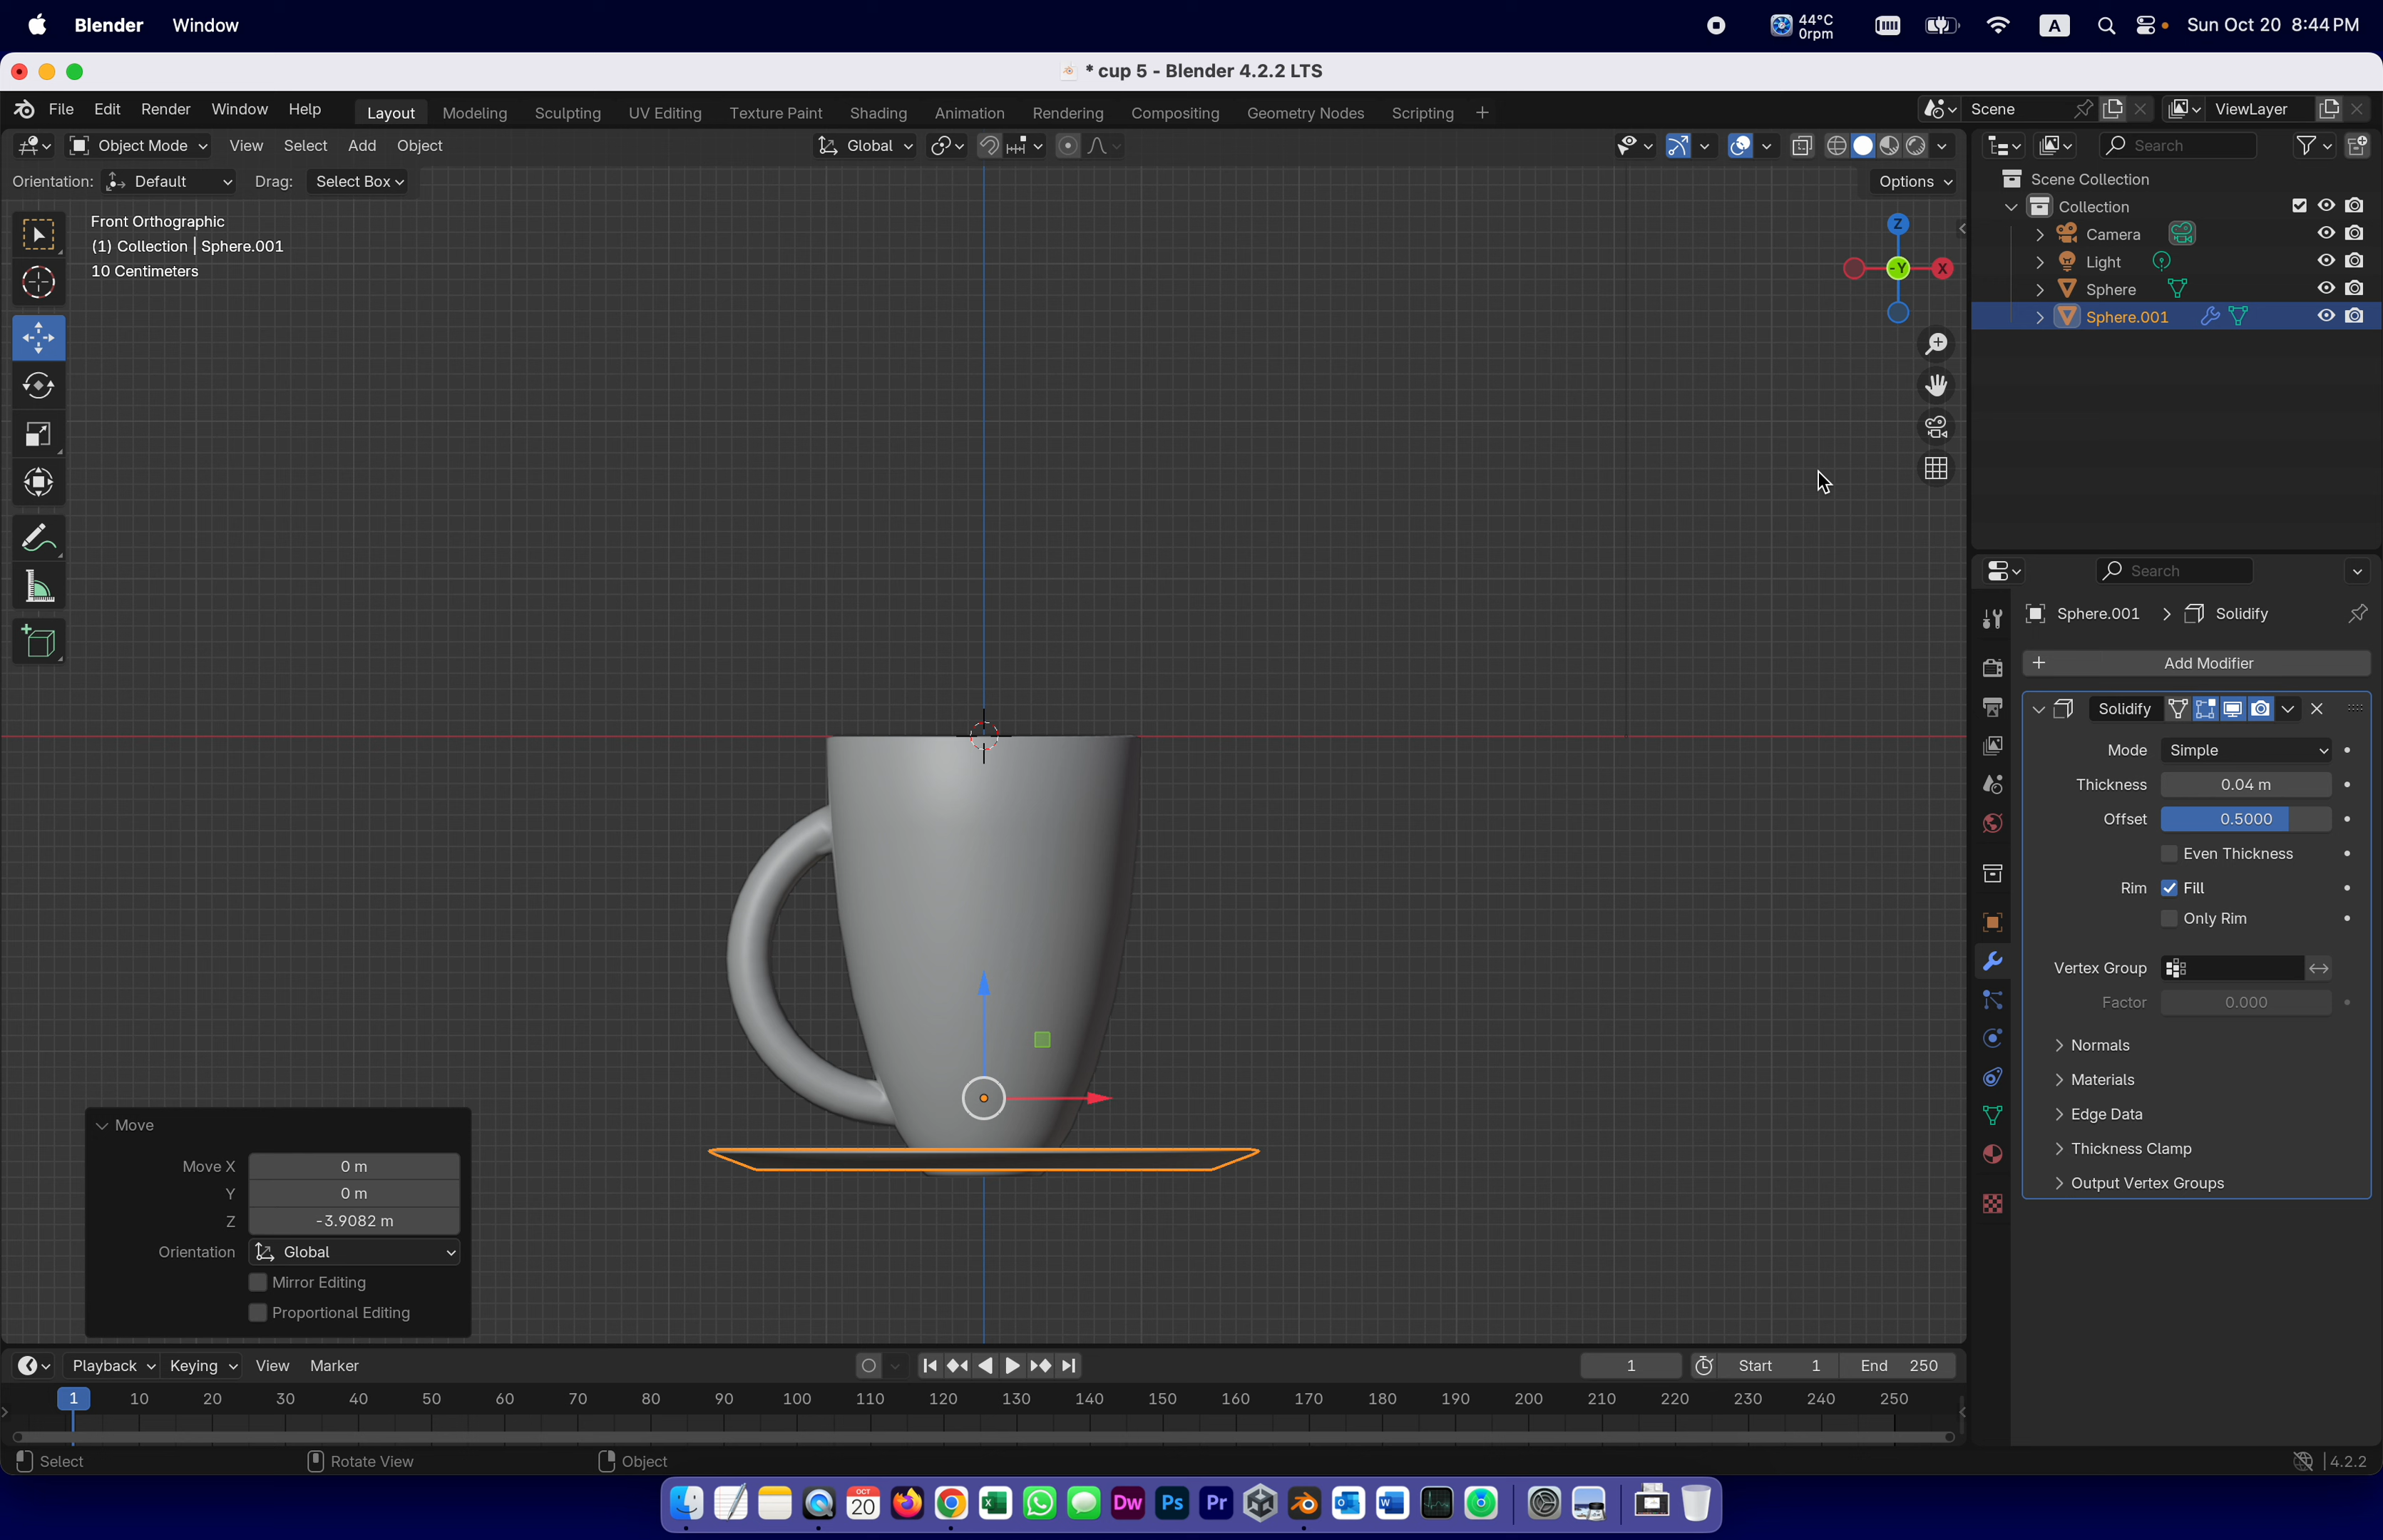 Blender Window 44°C 0rpm A Sun Oct 20 8:44 PM
* cup 5 - Blender 4.2.2 LTS
File Edit Render Window Help Layout Modeling Sculpting UV Editing Texture Paint Shading Animation Rendering Compositing Geometry Nodes Scripting + Scene ViewLayer
Object Mode View Select Add Object Global Search
Orientation: Default Drag: Select Box Options
Scene Collection
Collection
Camera
Light
Sphere
Sphere.001
Front Orthographic
(1) Collection | Sphere.001
10 Centimeters
Z
-Y X
Search
Sphere.001 > Solidify
+ Add Modifier
Solidify
Mode Simple
Thickness 0.04 m
Offset 0.5000
Even Thickness
Rim Fill
Only Rim
Vertex Group
Factor 0.000
Normals
Materials
Edge Data
Thickness Clamp
Output Vertex Groups
Move
Move X 0 m
Y 0 m
Z -3.9082 m
Orientation Global
Mirror Editing
Proportional Editing
Playback Keying View Marker 1 Start 1 End 250
1 10 20 30 40 50 60 70 80 90 100 110 120 130 140 150 160 170 180 190 200 210 220 230 240 250
Select Rotate View Object 4.2.2
OCT
20 Dw Ps Pr